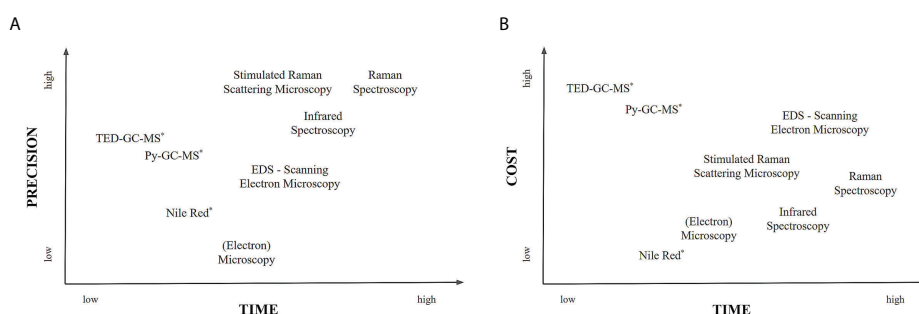 A
PRECISION
high
low
Stimulated Raman
Scattering Microscopy
Raman
Spectroscopy
Infrared
Spectroscopy
TED-GC-MS*
Py-GC-MS*
EDS - Scanning
Electron Microscopy
Nile Red*
(Electron)
Microscopy
low
TIME
high
B
COST
high
low
TED-GC-MS*
Py-GC-MS*
EDS - Scanning
Electron Microscopy
Stimulated Raman
Scattering Microscopy
Raman
Spectroscopy
Infrared
Spectroscopy
(Electron)
Microscopy
Nile Red*
low
TIME
high